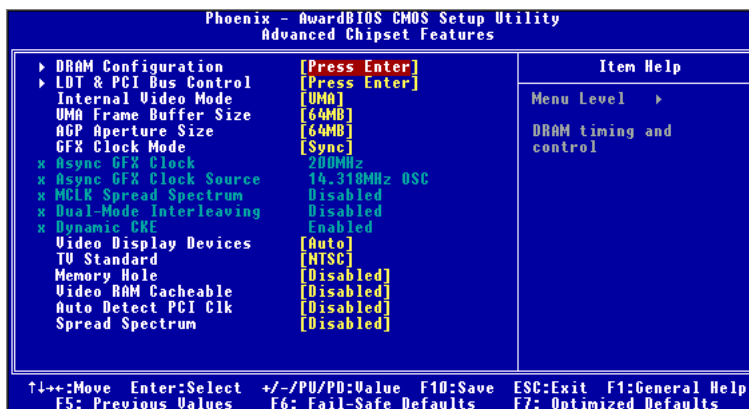 Phoenix - AwardBIOS CMOS Setup Utility
Advanced Chipset Features
▸ DRAM Configuration [Press Enter]
▸ LDT & PCI Bus Control [Press Enter]
Internal Video Mode [UMA]
UMA Frame Buffer Size [64MB]
AGP Aperture Size [64MB]
GFX Clock Mode [Sync]
x Async GFX Clock 200MHz
x Async GFX Clock Source 14.318MHz OSC
x MCLK Spread Spectrum Disabled
x Dual-Mode Interleaving Disabled
x Dynamic CKE Enabled
Video Display Devices [Auto]
TV Standard [NTSC]
Memory Hole [Disabled]
Video RAM Cacheable [Disabled]
Auto Detect PCI Clk [Disabled]
Spread Spectrum [Disabled]
Item Help
Menu Level ▸
DRAM timing and
control
↑↓→←:Move Enter:Select +/-/PU/PD:Value F10:Save ESC:Exit F1:General Help
F5: Previous Values F6: Fail-Safe Defaults F7: Optimized Defaults